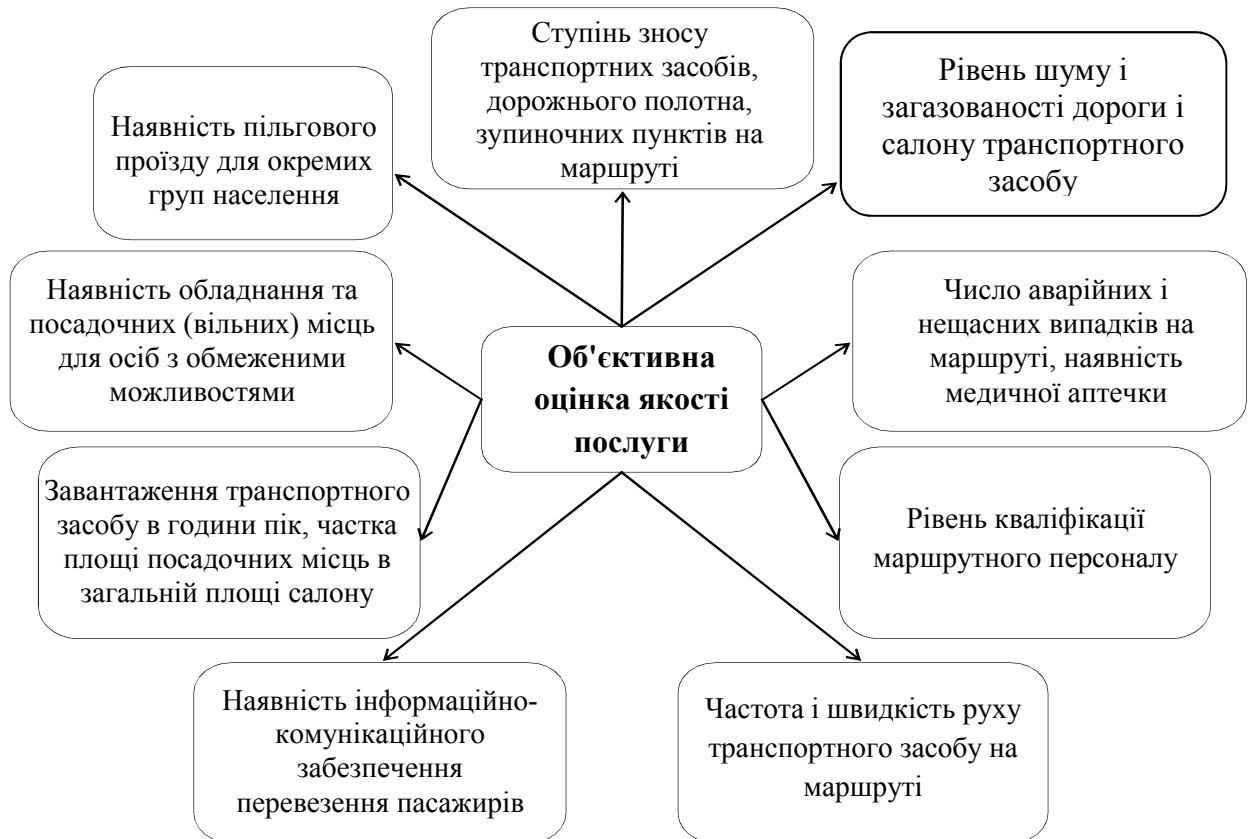 Ступінь зносу
транспортних засобів,
дорожнього полотна,
зупиночних пунктів на
маршруті
Рівень шуму і
загазованості дороги і
салону транспортного
засобу
Наявність пільгового
проїзду для окремих
груп населення
Наявність обладнання та
посадочних (вільних) місць
для осіб з обмеженими
можливостями
Об'єктивна
оцінка якості
послуги
Число аварійних і
нещасних випадків на
маршруті, наявність
медичної аптечки
Завантаження транспортного
засобу в години пік, частка
площі посадочних місць в
загальній площі салону
Рівень кваліфікації
маршрутного персоналу
Наявність інформаційно-
комунікаційного
забезпечення
перевезення пасажирів
Частота і швидкість руху
транспортного засобу на
маршруті